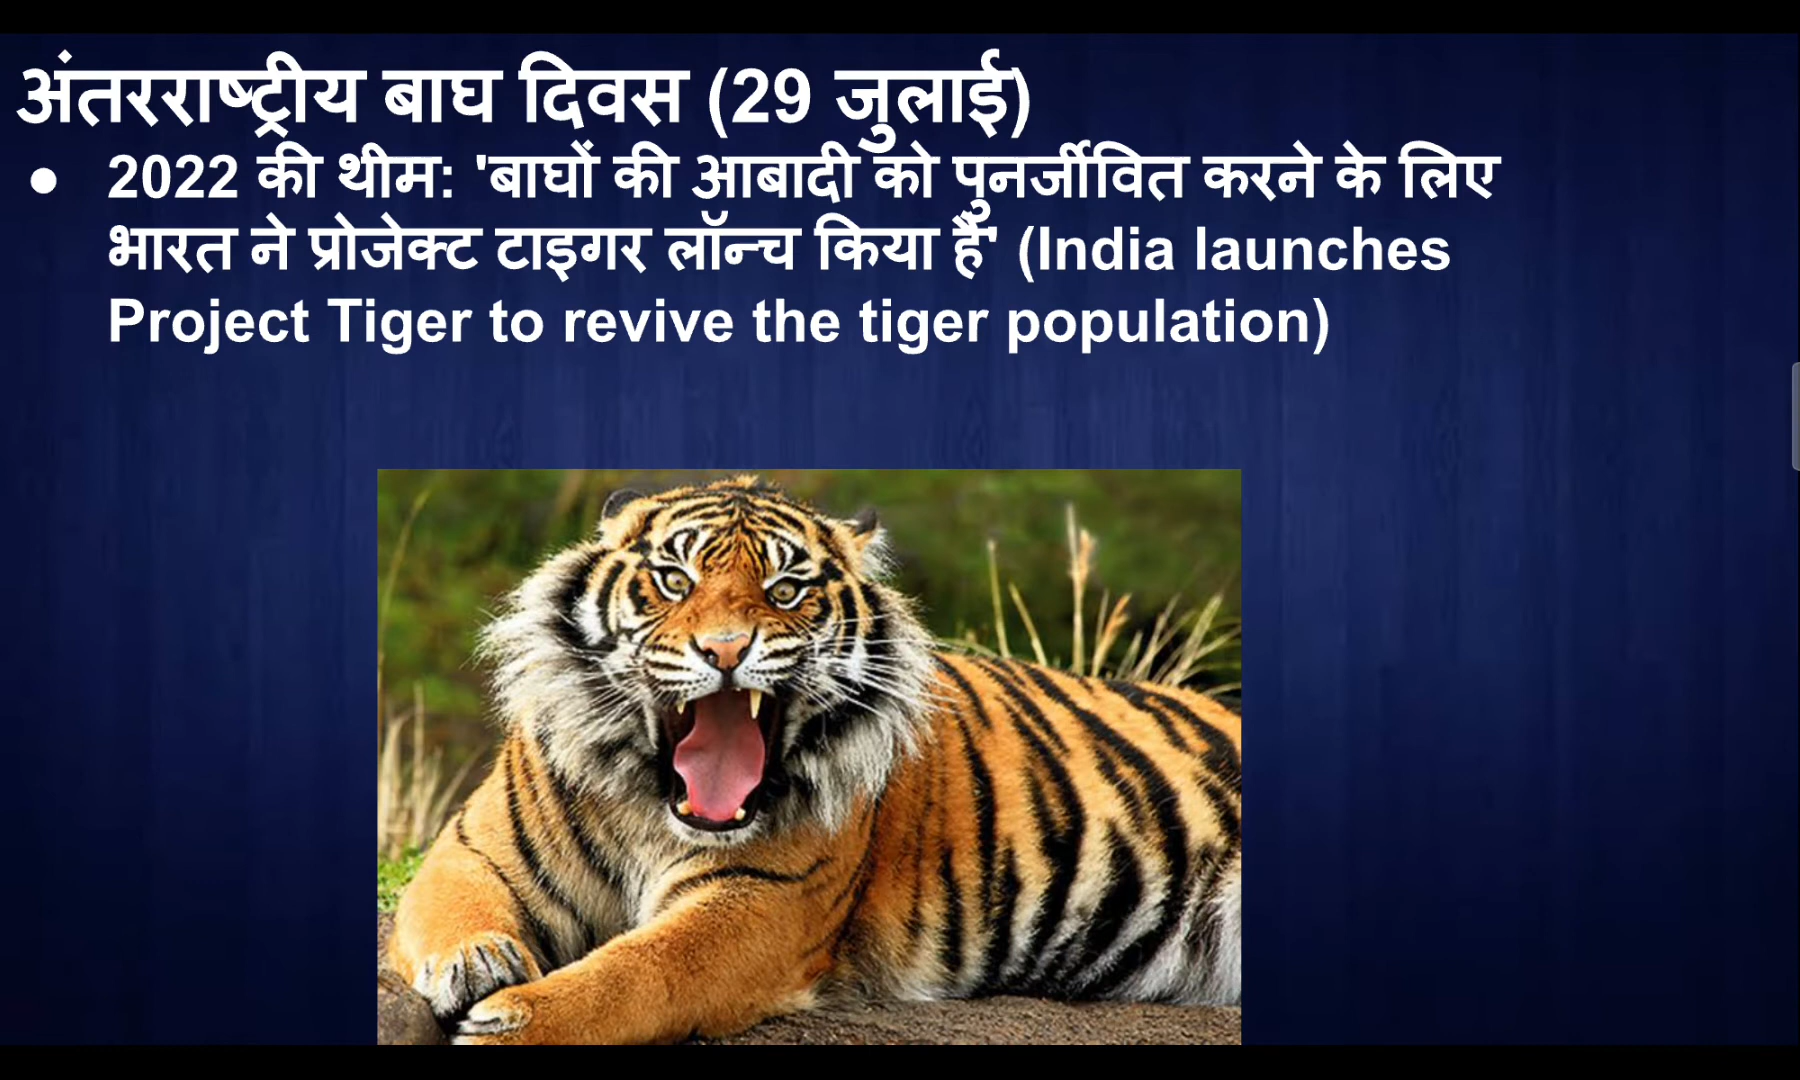 अंतरराष्ट्रीय बाघ दिवस (29 जुलाई)
● 2022 की थीम: 'बाघों की आबादी को पुनर्जीवित करने के लिए
भारत ने प्रोजेक्ट टाइगर लॉन्च किया हैं' (India launches
Project Tiger to revive the tiger population)